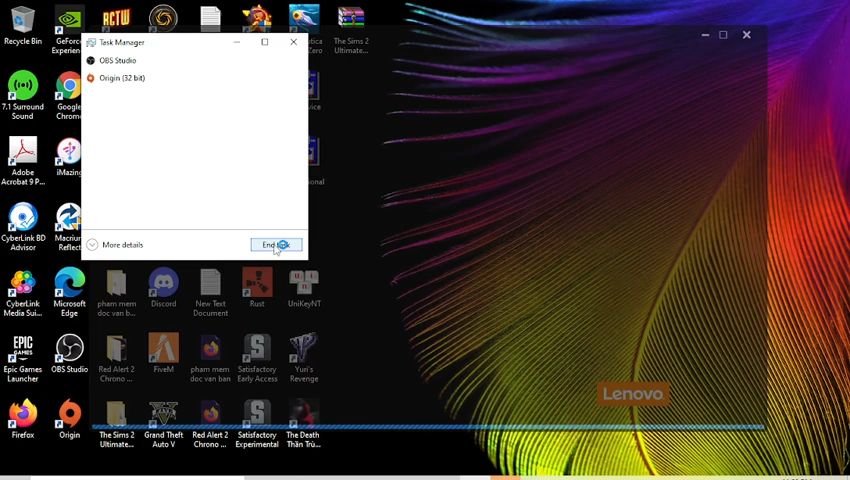 Task Manager
OBS Studio
Origin (32 bit)
More details
End task
Recycle Bin
GeForce
Experien...
The Sims 2
Ultimate...
7.1 Surround
Sound
Google
Chrome
Adobe
Acrobat 9 P...
iMazing
CyberLink BD
Advisor
Macrium
Reflect
CyberLink
Media Sui...
Microsoft
Edge
pham mem
doc van b...
Discord
New Text
Document
Rust
UniKeyNT
Epic Games
Launcher
OBS Studio
Red Alert 2
Chrono ...
FiveM
pham mem
doc van ban
Satisfactory
Early Access
Yuri's
Revenge
Firefox
Origin
The Sims 2
Ultimate...
Grand Theft
Auto V
Red Alert 2
Chrono ...
Satisfactory
Experimental
The Death
Thần Trù...
Lenovo
RCTW
EPIC
GAMES